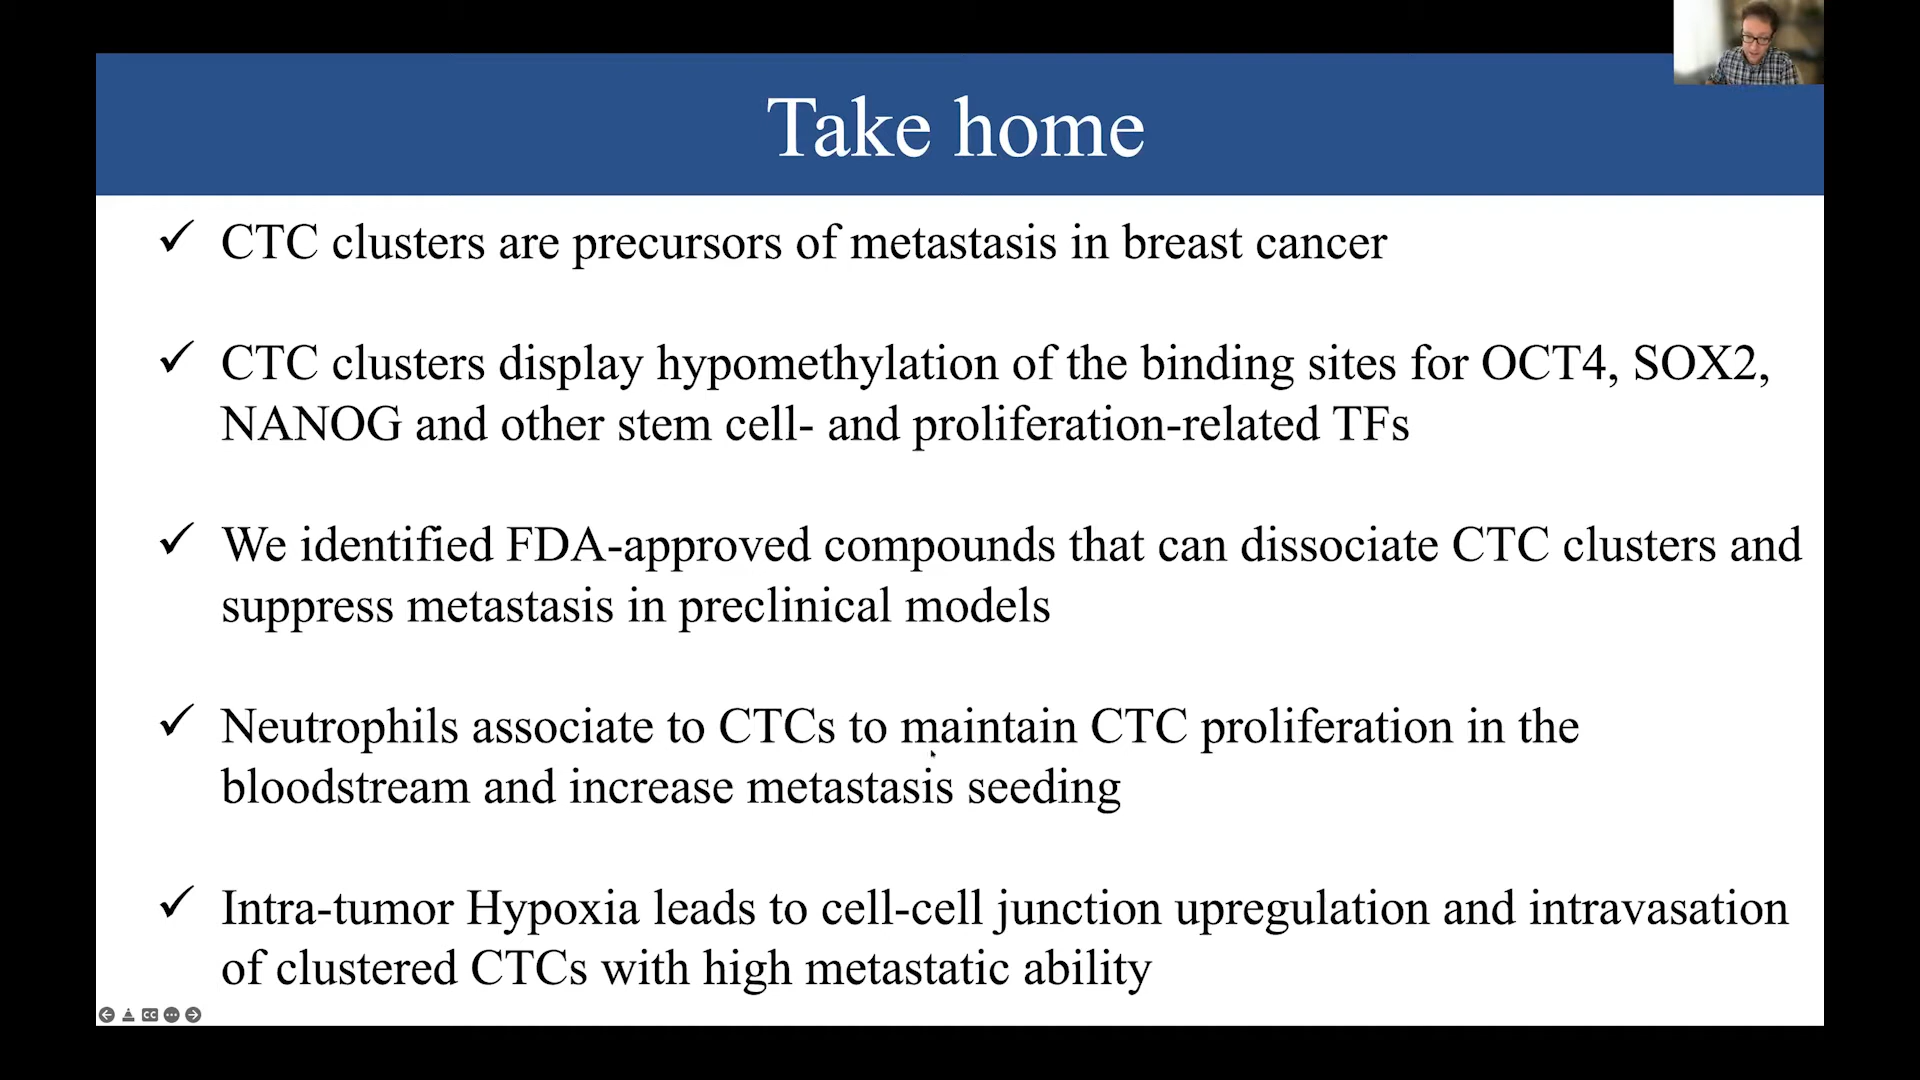 Take home
✓ CTC clusters are precursors of metastasis in breast cancer
✓ CTC clusters display hypomethylation of the binding sites for OCT4, SOX2,
NANOG and other stem cell- and proliferation-related TFs
✓ We identified FDA-approved compounds that can dissociate CTC clusters and
suppress metastasis in preclinical models
✓ Neutrophils associate to CTCs to maintain CTC proliferation in the
bloodstream and increase metastasis seeding
✓ Intra-tumor Hypoxia leads to cell-cell junction upregulation and intravasation
of clustered CTCs with high metastatic ability
CC